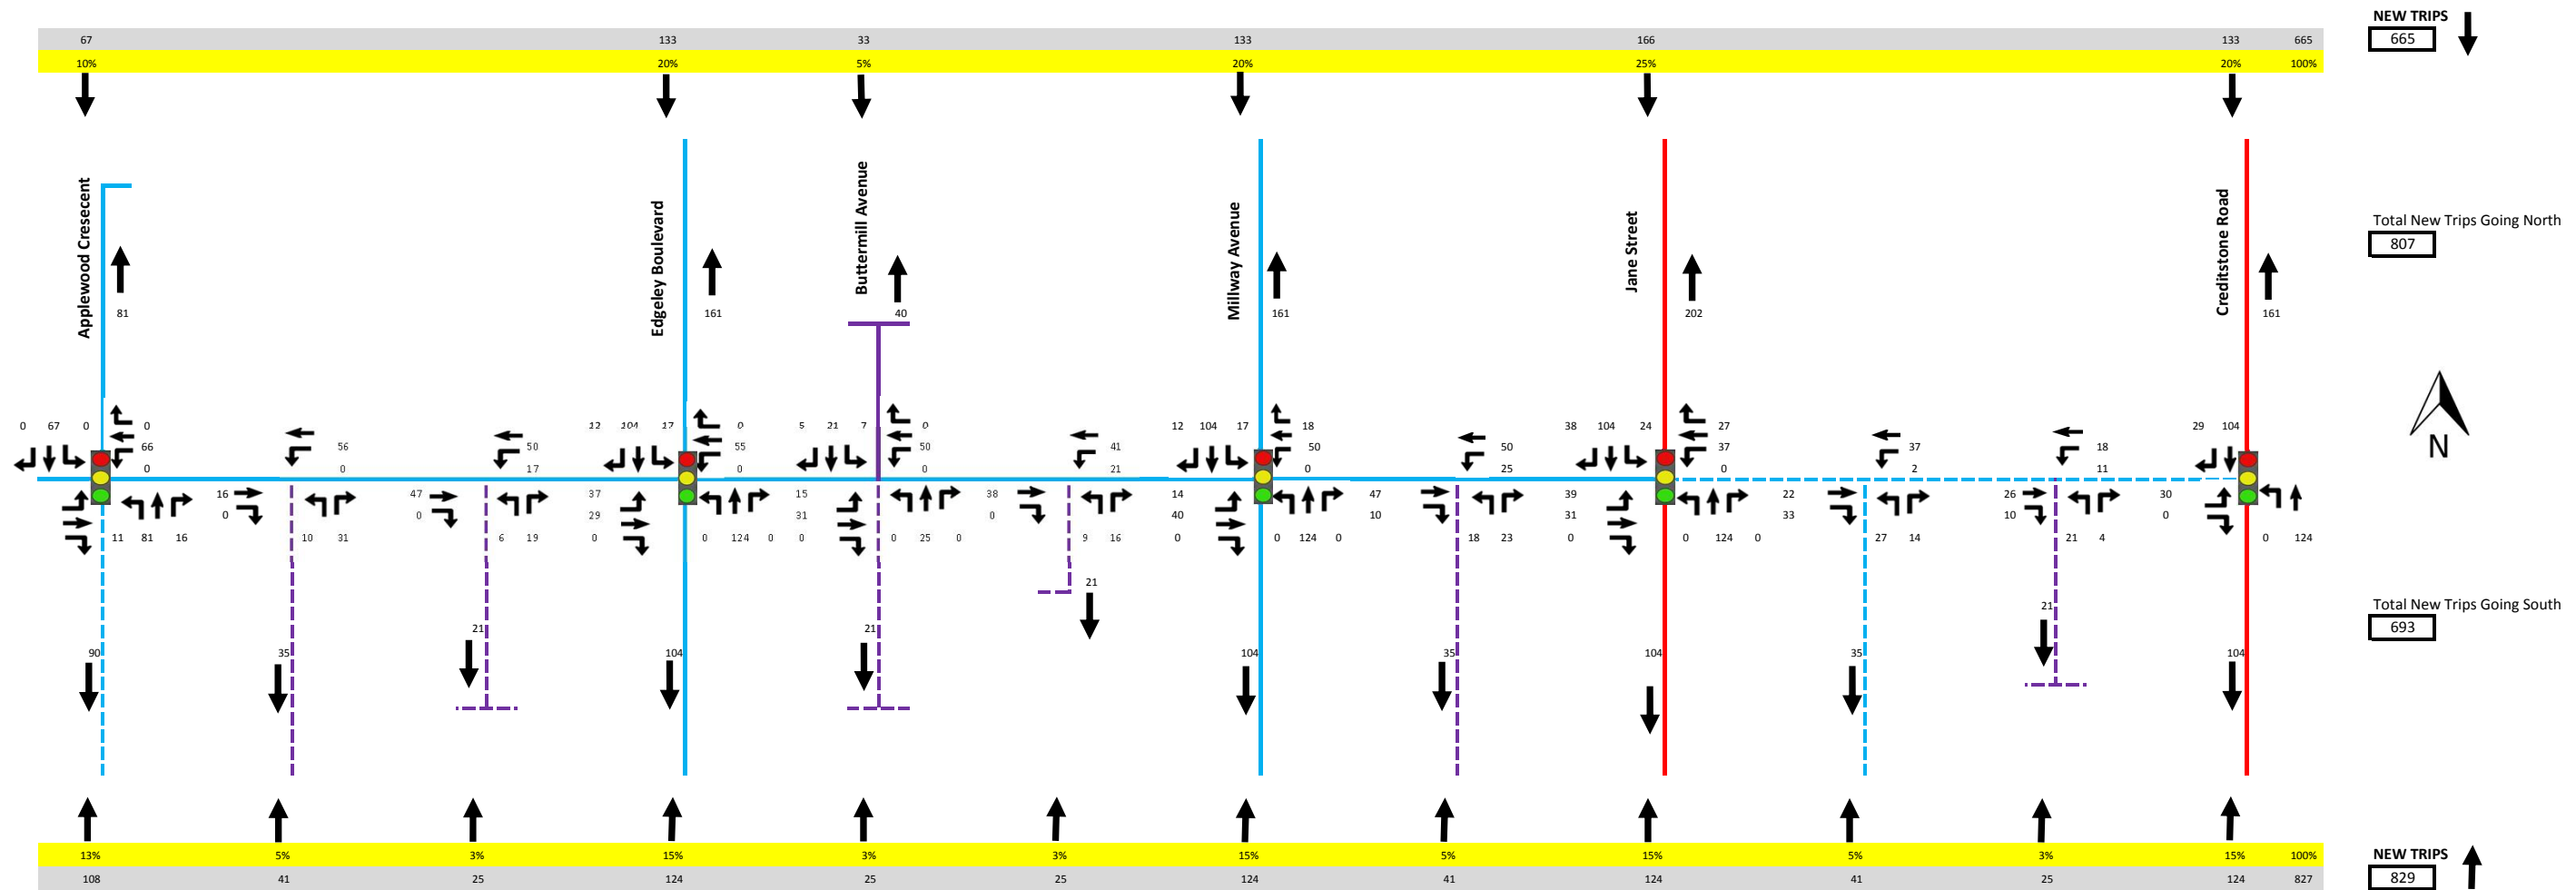 NEW TRIPS
67 133 33 133 166 133 665
665
10% 20% 5% 20% 25% 20% 100%
Applewood Cresecent
Edgeley Boulevard
Buttermill Avenue
Millway Avenue
Jane Street
Creditstone Road
Total New Trips Going North
807
81 161 40 161 202 161
0 67 0 0 12 104 17 0 5 21 7 0 12 104 17 18 38 104 24 27 29 104
66 56 50 55 50 41 50 50 37 37 18
0 0 17 0 0 21 0 25 0 2 11
16 47 37 15 38 14 47 39 22 26 30
0 0 29 31 0 40 10 31 33 10 0
11 81 16 10 31 6 19 0 0 124 0 0 0 25 0 9 16 0 0 124 0 18 23 0 0 124 0 27 14 21 4 0 124
N
21
Total New Trips Going South
693
21
21 21
90 35 104 104 35 104 35 104
13% 5% 3% 15% 3% 3% 15% 5% 15% 5% 3% 15% 100%
NEW TRIPS
108 41 25 124 25 25 124 41 124 41 25 124 827
829